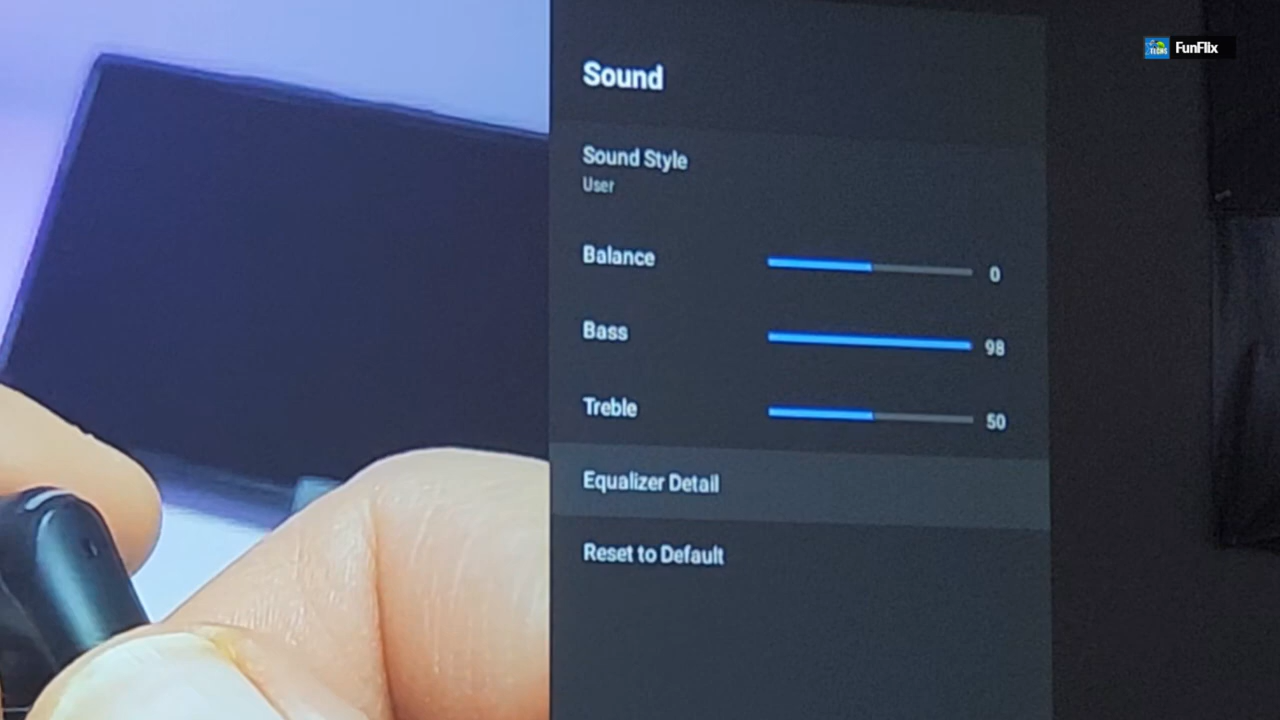 FunFlix
Sound
Sound Style
User
Balance 0
Bass 98
Treble 50
Equalizer Detail
Reset to Default